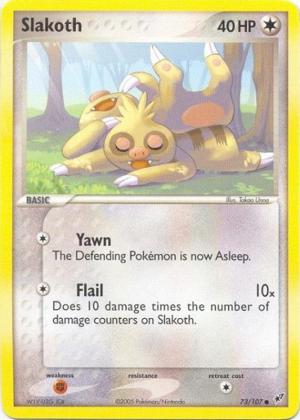 Slakoth 40 HP
BASIC Illus. Takao Unno
Yawn
The Defending Pokémon is now Asleep.
Flail 10x
Does 10 damage times the number of
damage counters on Slakoth.
weakness resistance retreat cost
©2005 Pokémon/Nintendo 73/107